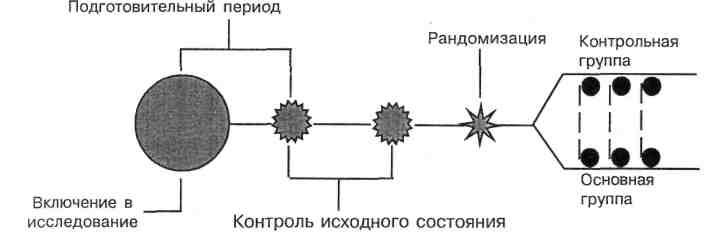 Подготовительный период
Рандомизация
Контрольная
группа
Включение в
исследование
Контроль исходного состояния
Основная
группа